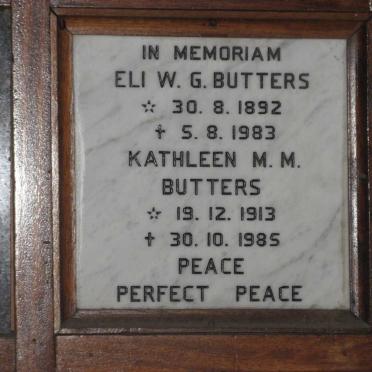 IN MEMORIAM
ELI W. G. BUTTERS
☆ 30. 8. 1892
✝ 5. 8. 1983
KATHLEEN M. M.
BUTTERS
☆ 19. 12. 1913
✝ 30. 10. 1985
PEACE
PERFECT PEACE